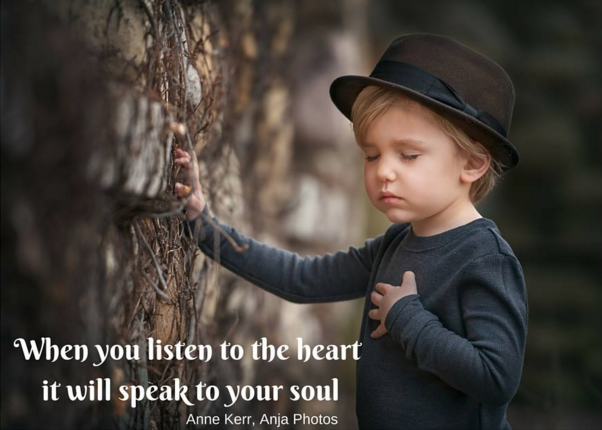 When you listen to the heart
it will speak to your soul
Anne Kerr, Anja Photos